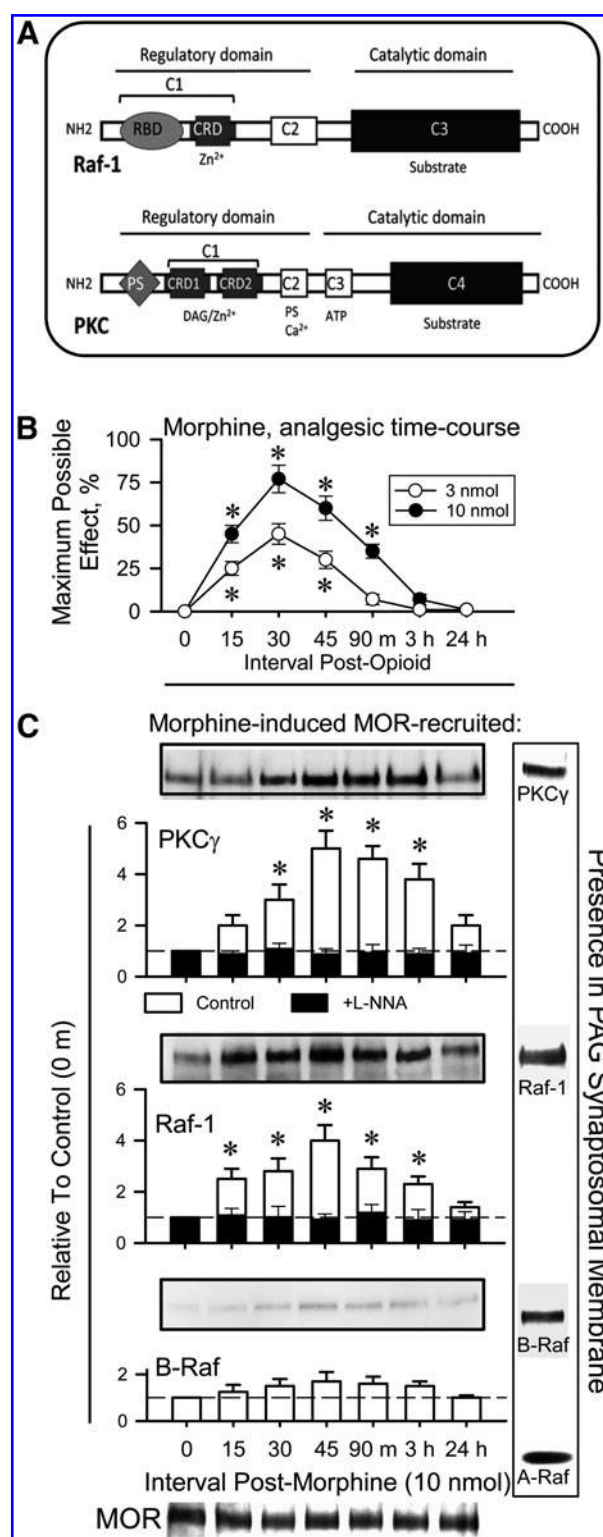 A
Regulatory domain Catalytic domain
C1
NH2 RBD CRD C2 C3 COOH
Raf-1 Zn²⁺ Substrate
Regulatory domain Catalytic domain
C1
NH2 PS CRD1 CRD2 C2 C3 C4 COOH
PKC DAG/Zn²⁺ PS ATP Substrate
Ca²⁺
B
Morphine, analgesic time-course
Maximum Possible
Effect, %
100
75
50
25
0
3 nmol
10 nmol
* * * *
* * *
0 15 30 45 90 m 3 h 24 h
Interval Post-Opioid
C
Morphine-induced MOR-recruited:
Relative To Control (0 m)
PKCγ
6
4
2
0
* * * *
Control +L-NNA
Raf-1
6
4
2
0
* * * * *
B-Raf
2
0
0 15 30 45 90 m 3 h 24 h
Interval Post-Morphine (10 nmol)
MOR
PKCγ
Raf-1
B-Raf
A-Raf
Presence in PAG Synaptosomal Membrane